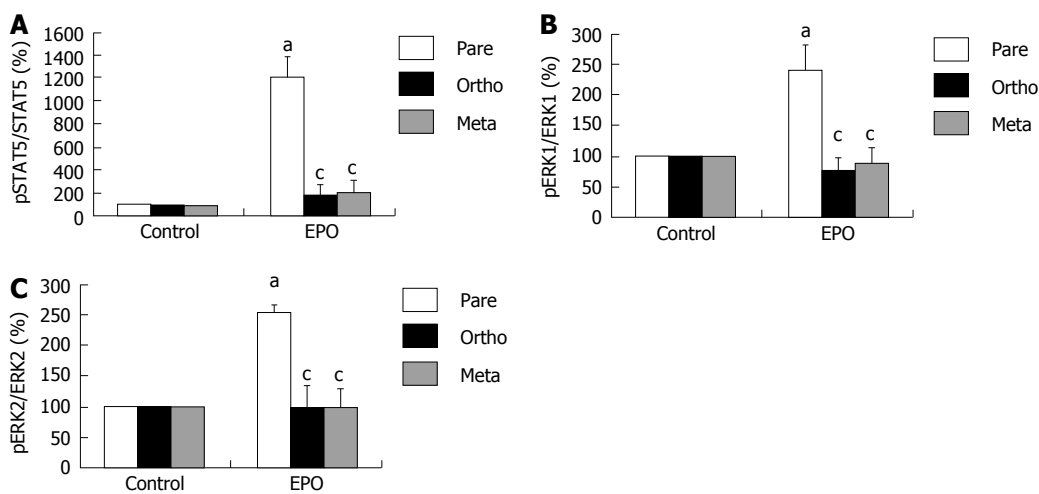 A
pSTAT5/STAT5 (%)
1600
1400
1200
1000
800
600
400
200
0
a
c
c
Control
EPO
Pare
Ortho
Meta
B
pERK1/ERK1 (%)
300
250
200
150
100
50
0
a
c
c
Control
EPO
Pare
Ortho
Meta
C
pERK2/ERK2 (%)
300
250
200
150
100
50
0
a
c
c
Control
EPO
Pare
Ortho
Meta